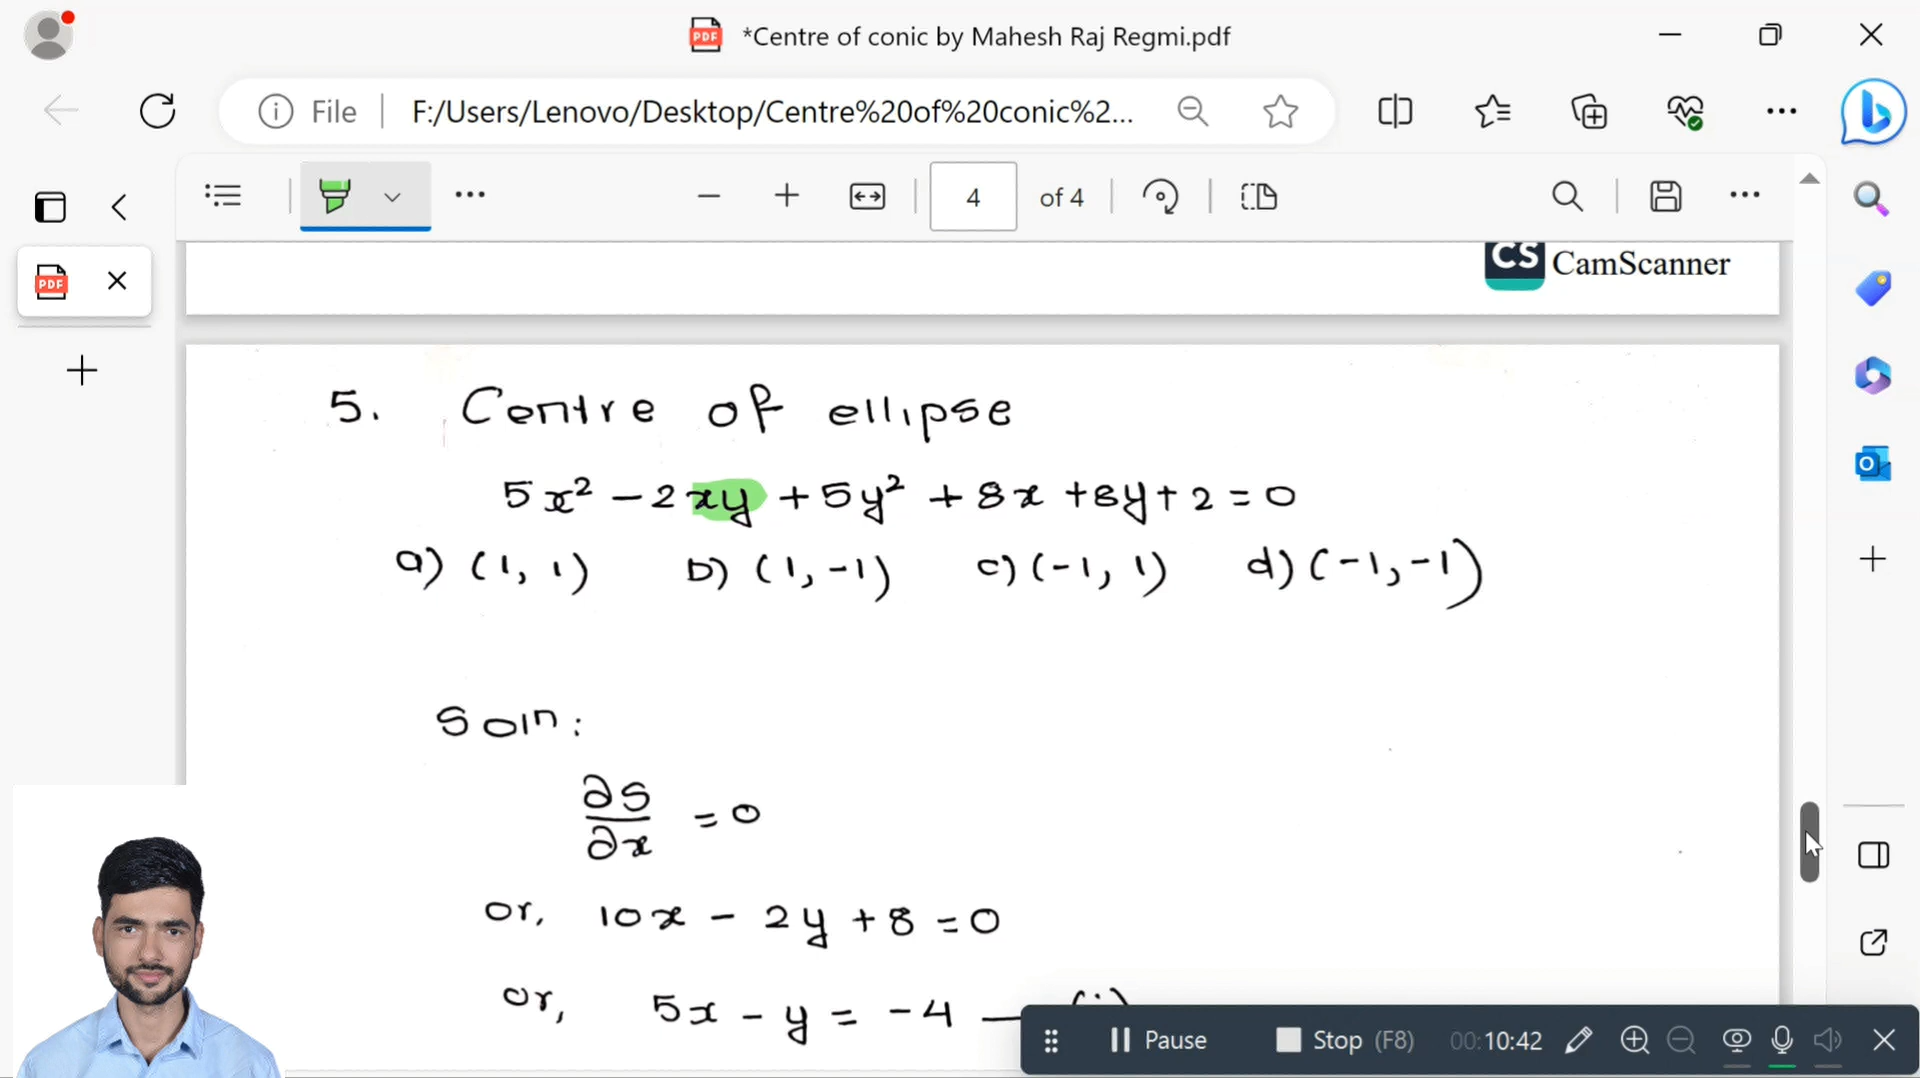 *Centre of conic by Mahesh Raj Regmi.pdf
File F:/Users/Lenovo/Desktop/Centre%20of%20conic%2...
4 of 4
CS CamScanner
5. Centre of ellipse
5x² - 2xy + 5y² + 8x + 8y + 2 = 0
a) (1, 1) b) (1, -1) c) (-1, 1) d) (-1, -1)
Soln:
∂S/∂x = 0
or, 10x - 2y + 8 = 0
or, 5x - y = -4 — (i)
Pause Stop (F8) 00:10:42